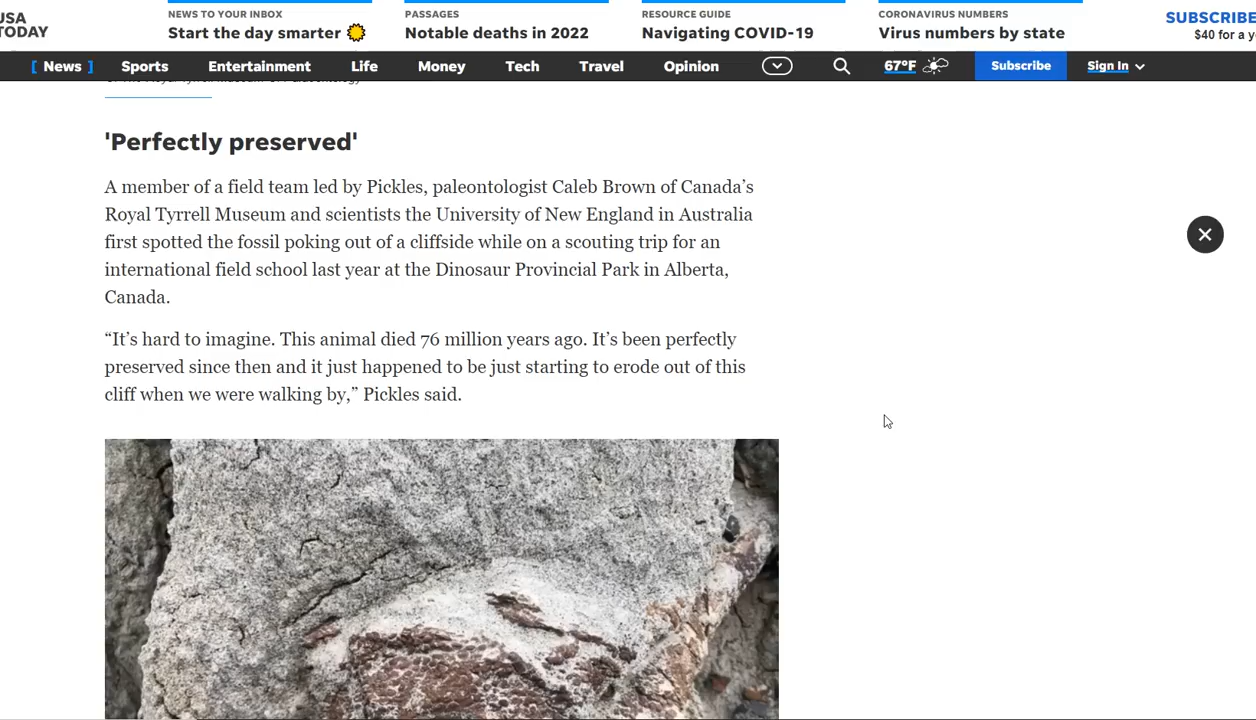 USA
TODAY
NEWS TO YOUR INBOX
Start the day smarter
PASSAGES
Notable deaths in 2022
RESOURCE GUIDE
Navigating COVID-19
CORONAVIRUS NUMBERS
Virus numbers by state
SUBSCRIBE
$40 for a y
[ News ] Sports Entertainment Life Money Tech Travel Opinion 67°F Subscribe Sign In
'Perfectly preserved'
A member of a field team led by Pickles, paleontologist Caleb Brown of Canada’s
Royal Tyrrell Museum and scientists the University of New England in Australia
first spotted the fossil poking out of a cliffside while on a scouting trip for an
international field school last year at the Dinosaur Provincial Park in Alberta,
Canada.
“It’s hard to imagine. This animal died 76 million years ago. It’s been perfectly
preserved since then and it just happened to be just starting to erode out of this
cliff when we were walking by,” Pickles said.